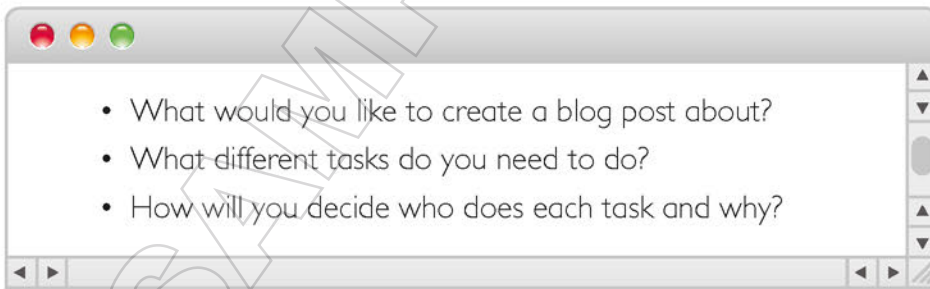 • What would you like to create a blog post about?
• What different tasks do you need to do?
• How will you decide who does each task and why?